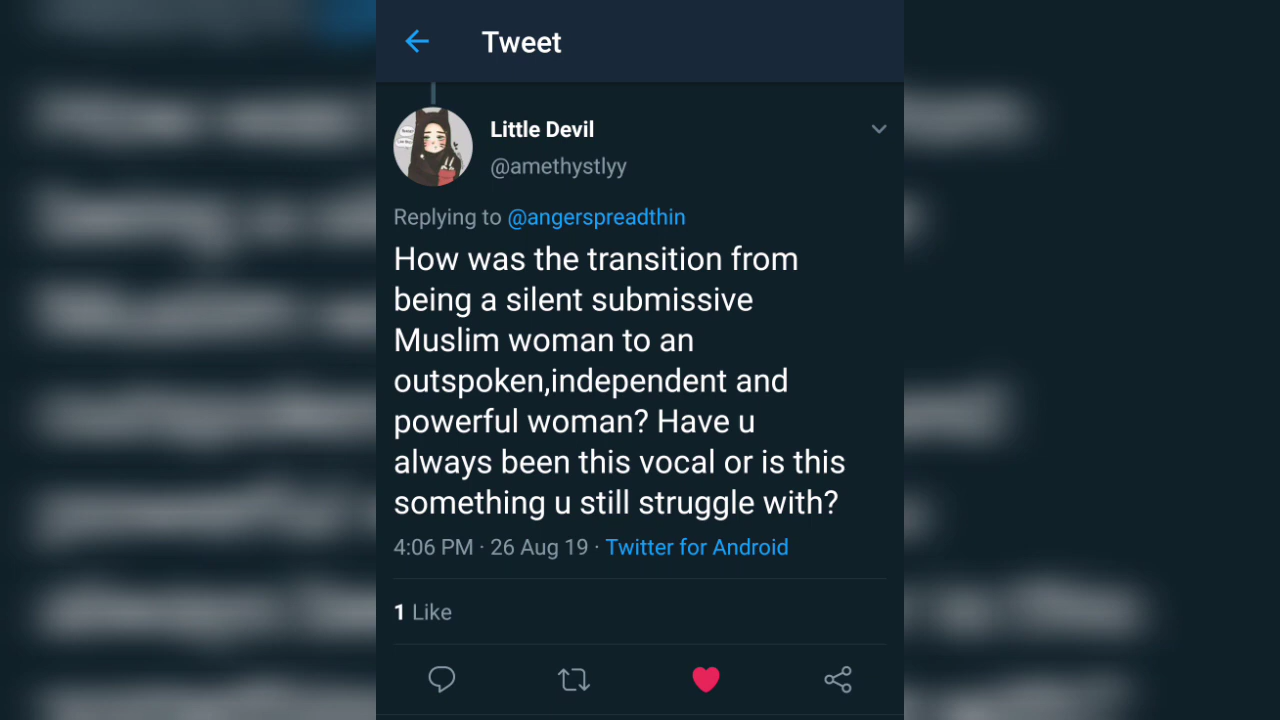 Tweet
Little Devil
@amethystlyy
Replying to @angerspreadthin
How was the transition from
being a silent submissive
Muslim woman to an
outspoken,independent and
powerful woman? Have u
always been this vocal or is this
something u still struggle with?
4:06 PM · 26 Aug 19 · Twitter for Android
1 Like